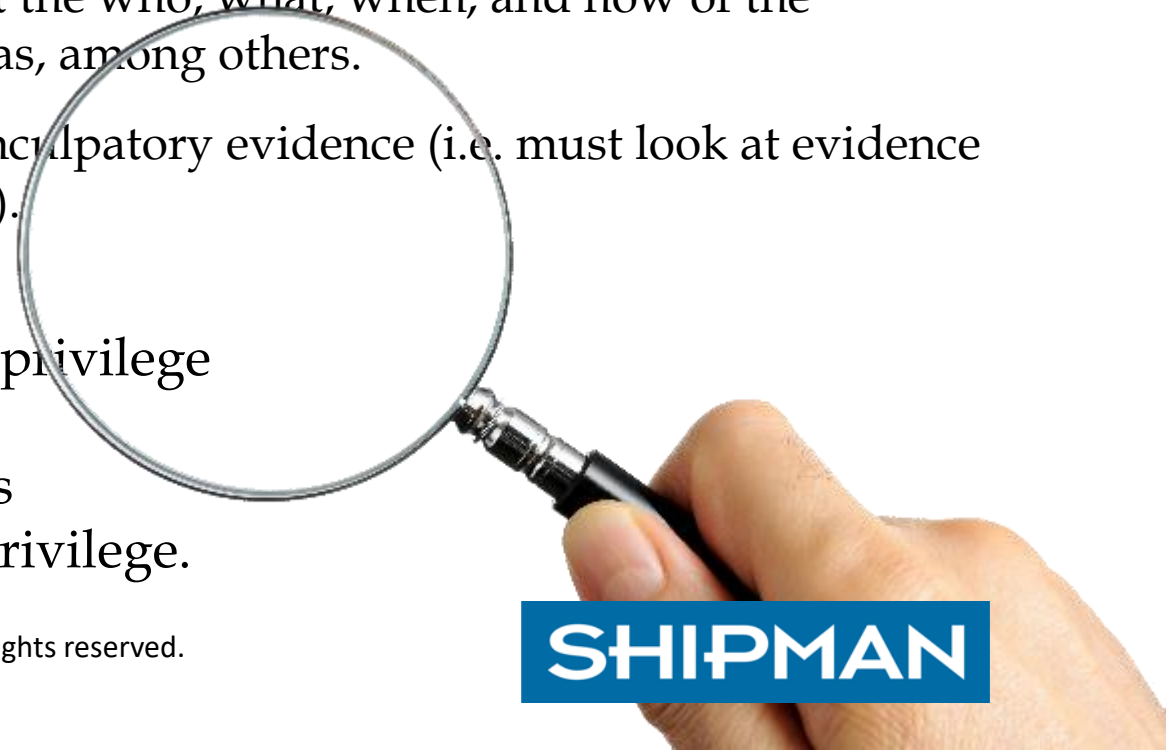 t the who, what, when, and how of the
as, among others.
nculpatory evidence (i.e. must look at evidence
).
privilege
s
rivilege.
ghts reserved.
SHIPMAN